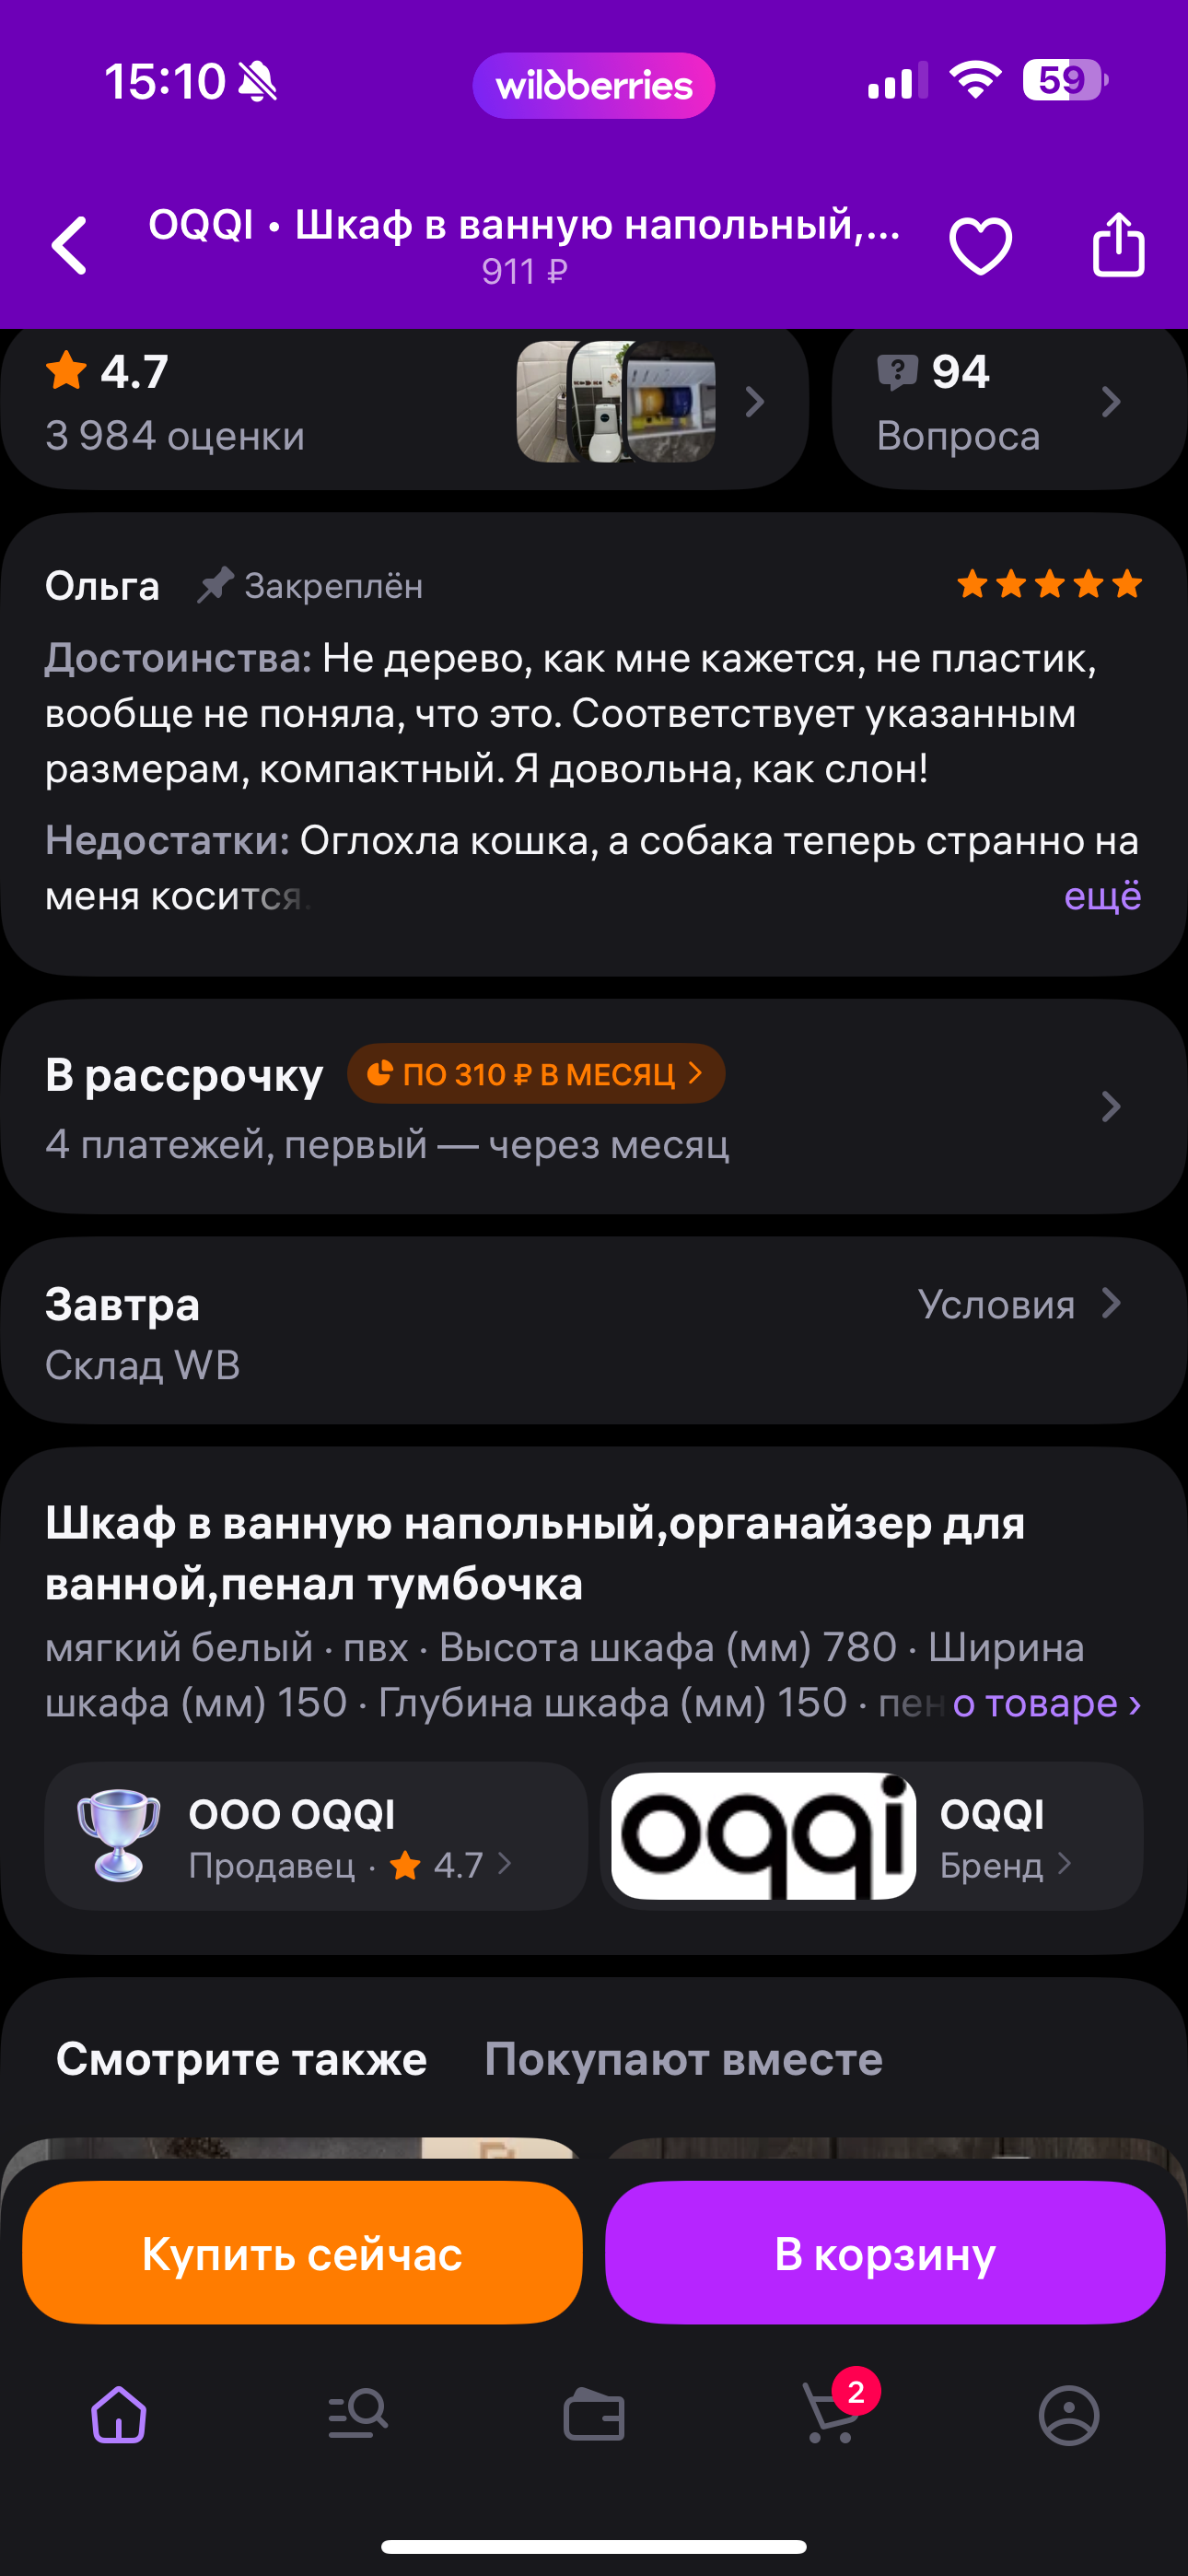 15:10
wildberries
59
OQQI • Шкаф в ванную напольный,...
911 ₽
4.7
3 984 оценки
94
Вопроса
Ольга Закреплён
Достоинства: Не дерево, как мне кажется, не пластик,
вообще не поняла, что это. Соответствует указанным
размерам, компактный. Я довольна, как слон!
Недостатки: Оглохла кошка, а собака теперь странно на
меня косится. ещё
В рассрочку ПО 310 ₽ В МЕСЯЦ
4 платежей, первый — через месяц
Завтра Условия
Склад WB
Шкаф в ванную напольный,органайзер для
ванной,пенал тумбочка
мягкий белый · пвх · Высота шкафа (мм) 780 · Ширина
шкафа (мм) 150 · Глубина шкафа (мм) 150 · пен о товаре ›
ООО OQQI
Продавец · 4.7
oqqi
OQQI
Бренд
Смотрите также Покупают вместе
Купить сейчас В корзину
2